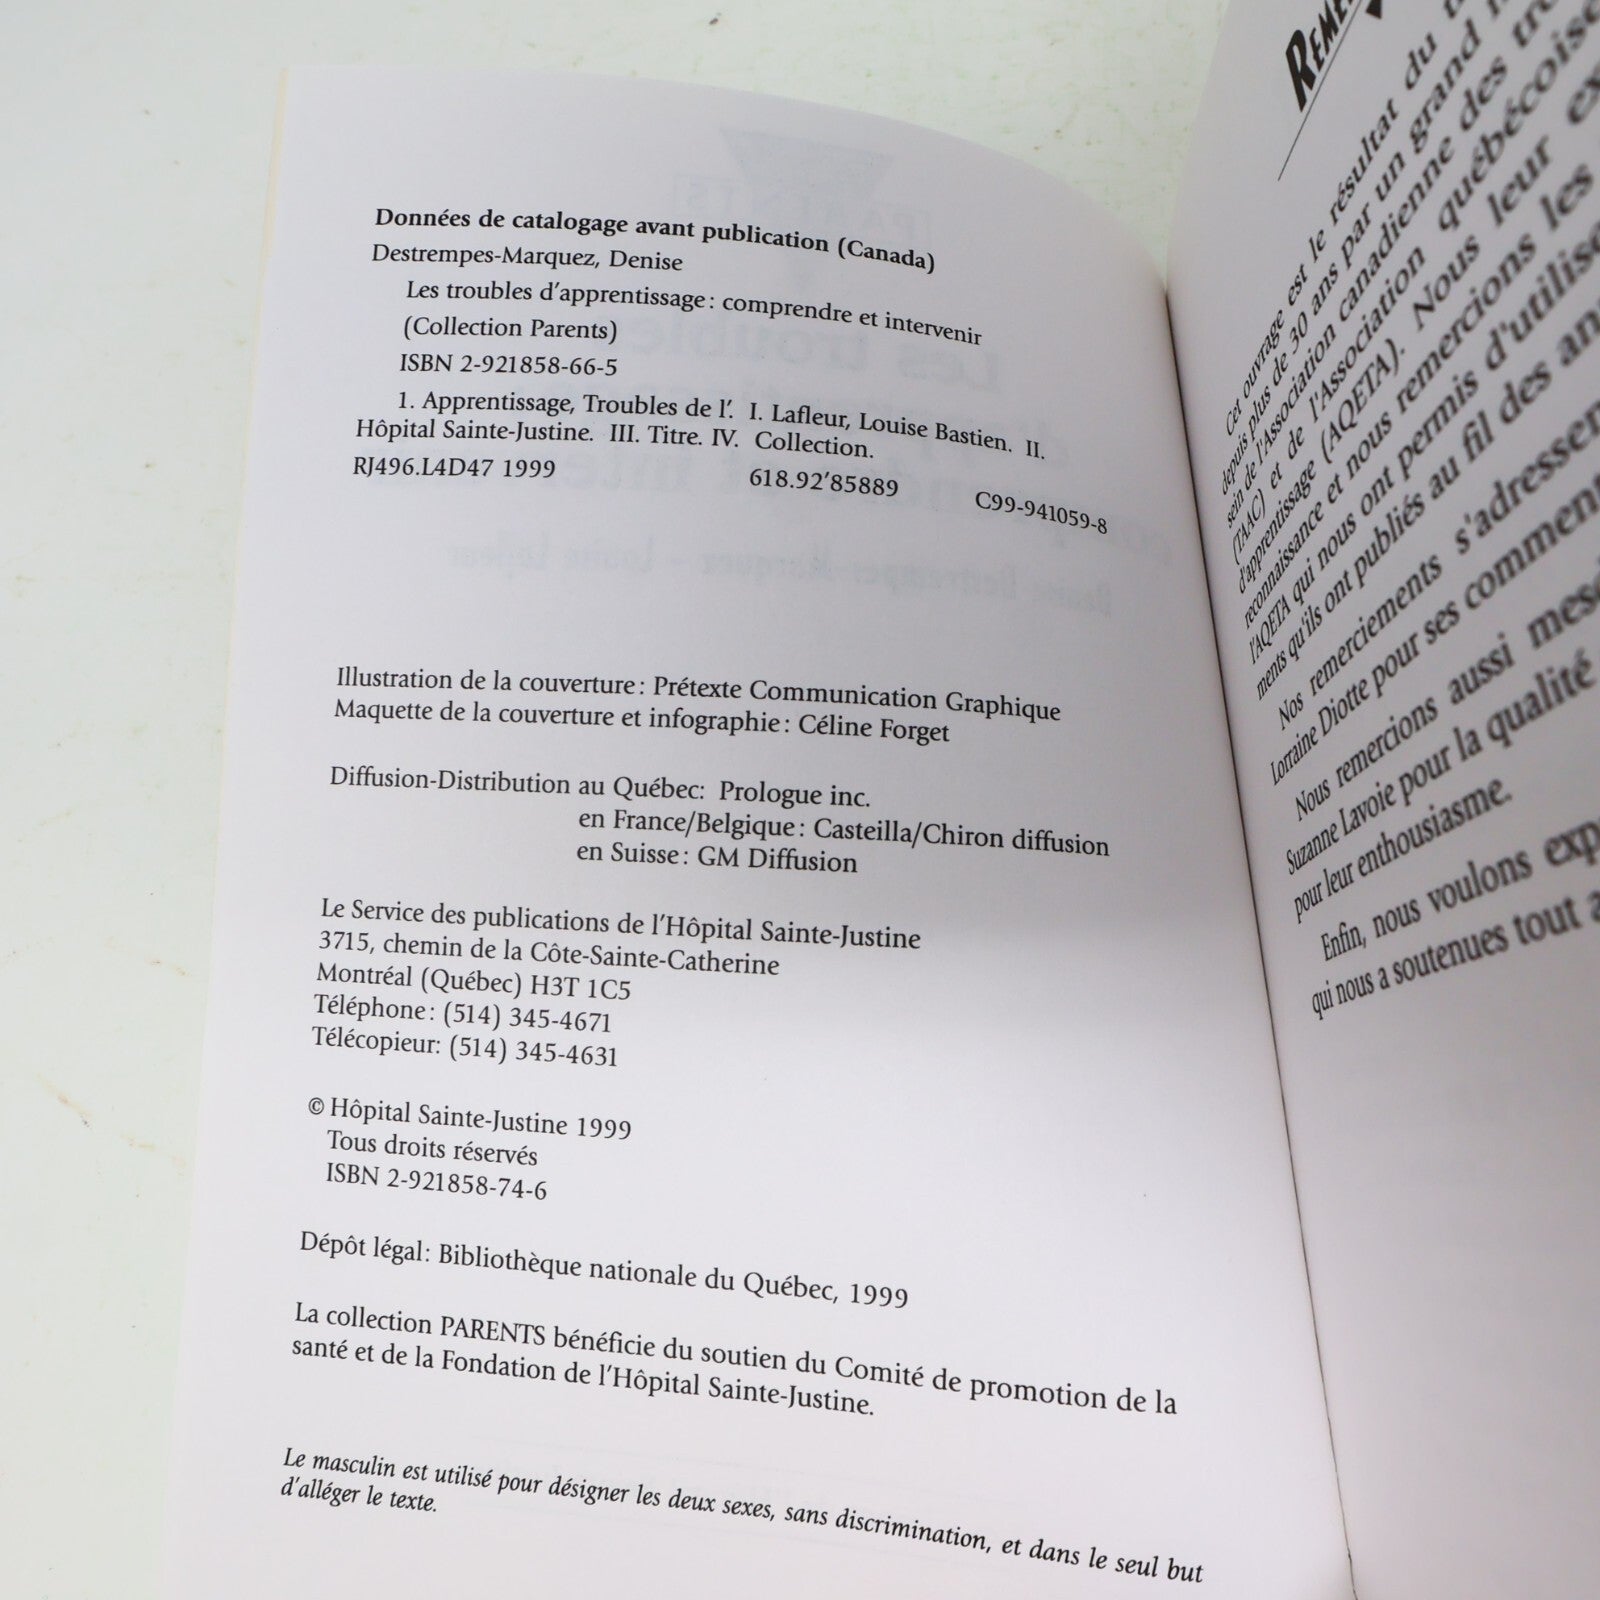 Données de catalogage avant publication (Canada)
Destrempes-Marquez, Denise
Les troubles d'apprentissage : comprendre et intervenir
(Collection Parents)
ISBN 2-921858-66-5
1. Apprentissage, Troubles de l'. I. Lafleur, Louise Bastien. II.
Hôpital Sainte-Justine. III. Titre. IV. Collection.
RJ496.L4D47 1999 618.92'85889 C99-941059-8
Illustration de la couverture : Prétexte Communication Graphique
Maquette de la couverture et infographie : Céline Forget
Diffusion-Distribution au Québec: Prologue inc.
en France/Belgique : Casteilla/Chiron diffusion
en Suisse : GM Diffusion
Le Service des publications de l'Hôpital Sainte-Justine
3715, chemin de la Côte-Sainte-Catherine
Montréal (Québec) H3T 1C5
Téléphone : (514) 345-4671
Télécopieur: (514) 345-4631
© Hôpital Sainte-Justine 1999
Tous droits réservés
ISBN 2-921858-74-6
Dépôt légal : Bibliothèque nationale du Québec, 1999
La collection PARENTS bénéficie du soutien du Comité de promotion de la
santé et de la Fondation de l'Hôpital Sainte-Justine.
Le masculin est utilisé pour désigner les deux sexes, sans discrimination, et dans le seul but
d'alléger le texte.
Cet ouvrage est le résultat du
depuis plus de 30 ans par un grand
sein de l'Association canadienne des
(TAAC) et de l'Association québécoise
d'apprentissage (AQETA). Nous leur
reconnaissance et nous remercions les
l'AQETA qui nous ont permis d'utilise
ments qu'ils ont publiés au fil des
Nos remerciements s'adressen
Lorraine Diotte pour ses comment
Nous remercions aussi
Suzanne Lavoie pour la qualité
pour leur enthousiasme.
Enfin, nous voulons exp
qui nous a soutenues tout a